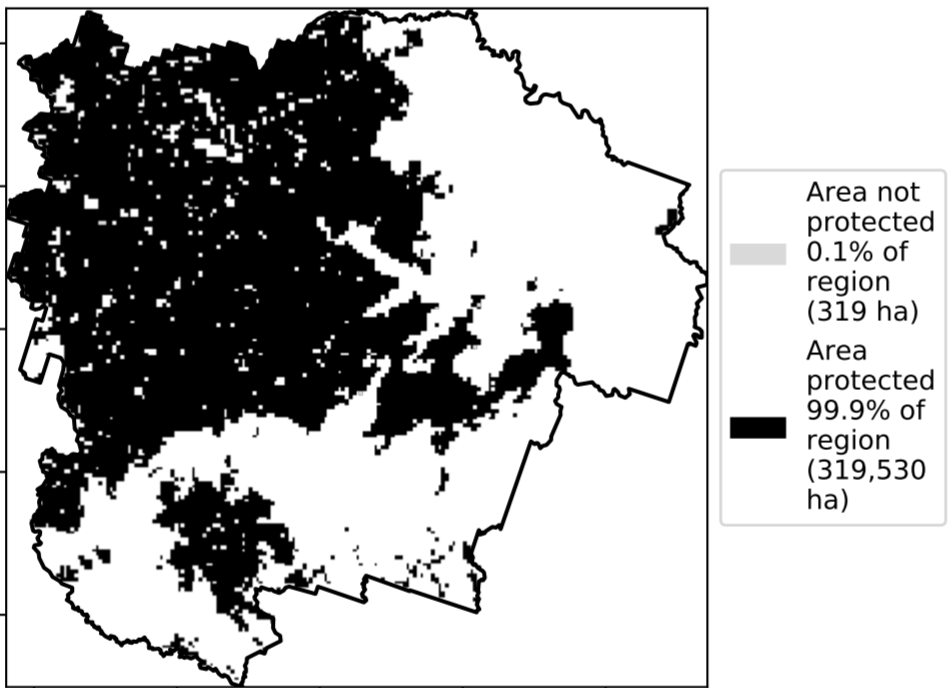 Area not
protected
0.1% of
region
(319 ha)
Area
protected
99.9% of
region
(319,530
ha)